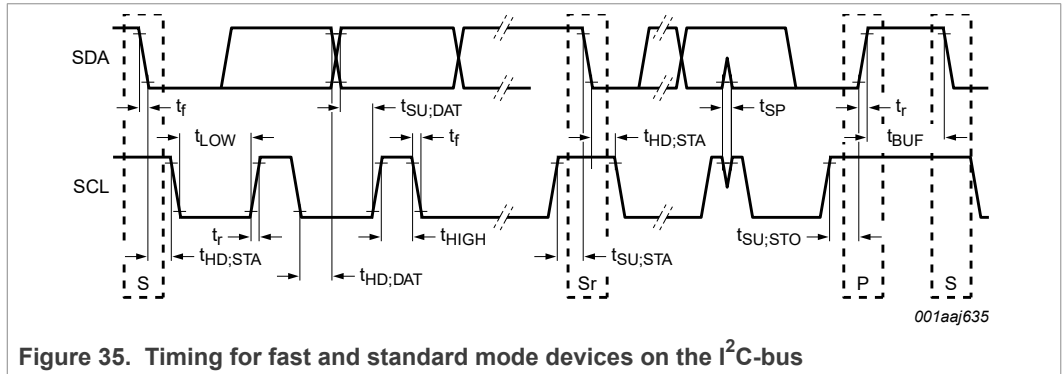 SDA
t_f
t_SU;DAT
t_SP
t_r
t_LOW
t_f
t_HD;STA
t_BUF
SCL
t_r
t_HD;STA
t_HD;DAT
t_HIGH
t_SU;STA
t_SU;STO
S
Sr
P
S
001aaj635
Figure 35. Timing for fast and standard mode devices on the I²C-bus